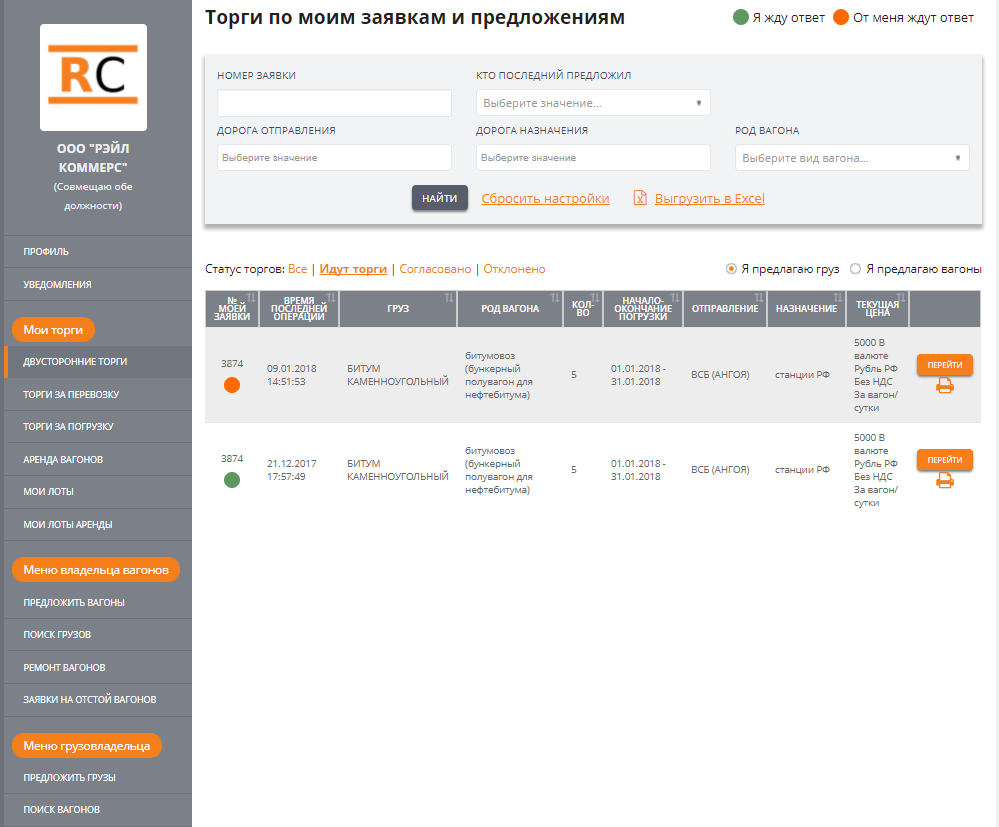 RC
ООО "РЭЙЛ
КОММЕРС"
(Совмещаю обе
должности)
ПРОФИЛЬ
УВЕДОМЛЕНИЯ
Мои торги
ДВУСТОРОННИЕ ТОРГИ
ТОРГИ ЗА ПЕРЕВОЗКУ
ТОРГИ ЗА ПОГРУЗКУ
АРЕНДА ВАГОНОВ
МОИ ЛОТЫ
МОИ ЛОТЫ АРЕНДЫ
Меню владельца вагонов
ПРЕДЛОЖИТЬ ВАГОНЫ
ПОИСК ГРУЗОВ
РЕМОНТ ВАГОНОВ
ЗАЯВКИ НА ОТСТОЙ ВАГОНОВ
Меню грузовладельца
ПРЕДЛОЖИТЬ ГРУЗЫ
ПОИСК ВАГОНОВ
Торги по моим заявкам и предложениям
Я жду ответ От меня ждут ответ
НОМЕР ЗАЯВКИ КТО ПОСЛЕДНИЙ ПРЕДЛОЖИЛ
Выберите значение...
ДОРОГА ОТПРАВЛЕНИЯ ДОРОГА НАЗНАЧЕНИЯ РОД ВАГОНА
Выберите значение Выберите значение Выберите вид вагона...
НАЙТИ Сбросить настройки Выгрузить в Excel
Статус торгов: Все | Идут торги | Согласовано | Отклонено Я предлагаю груз Я предлагаю вагоны
№
МОЕЙ
ЗАЯВКИ
ВРЕМЯ
ПОСЛЕДНЕЙ
ОПЕРАЦИИ
ГРУЗ
РОД ВАГОНА
КОЛ-
ВО
НАЧАЛО-
ОКОНЧАНИЕ
ПОГРУЗКИ
ОТПРАВЛЕНИЕ
НАЗНАЧЕНИЕ
ТЕКУЩАЯ
ЦЕНА
3874
09.01.2018
14:51:53
БИТУМ
КАМЕННОУГОЛЬНЫЙ
битумовоз
(бункерный
полувагон для
нефтебитума)
5
01.01.2018 -
31.01.2018
ВСБ (АНГОЯ)
станции РФ
5000 В
валюте
Рубль РФ
Без НДС
За вагон/
сутки
ПЕРЕЙТИ
3874
21.12.2017
17:57:49
БИТУМ
КАМЕННОУГОЛЬНЫЙ
битумовоз
(бункерный
полувагон для
нефтебитума)
5
01.01.2018 -
31.01.2018
ВСБ (АНГОЯ)
станции РФ
5000 В
валюте
Рубль РФ
Без НДС
За вагон/
сутки
ПЕРЕЙТИ